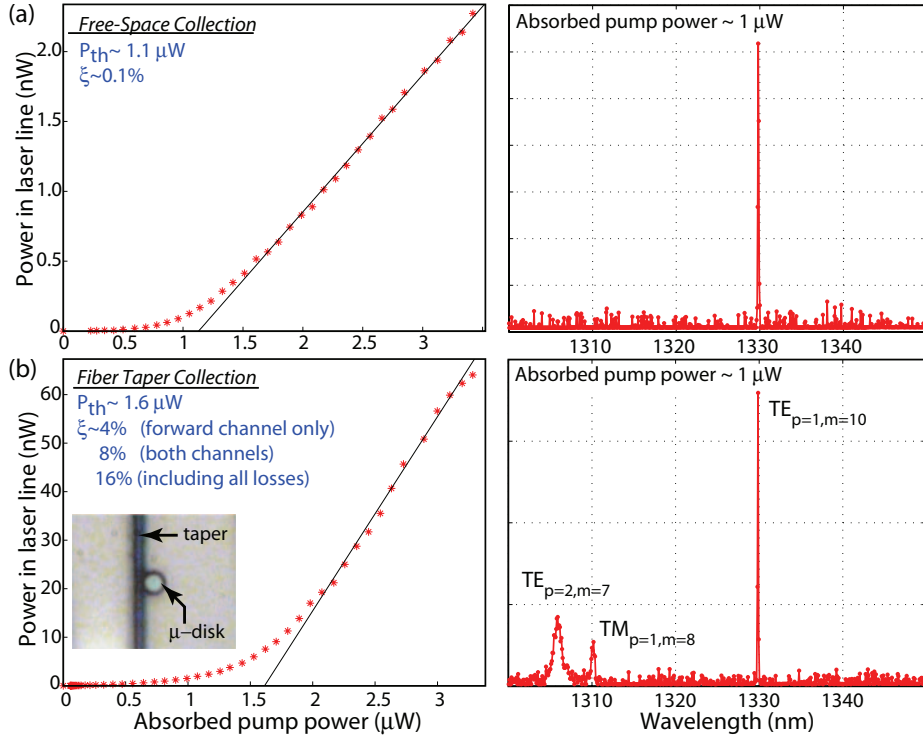 (a)
Free-Space Collection
Pth~ 1.1 μW
ξ~0.1%
Power in laser line (nW)
2.0
1.0
0
0 0.5 1 1.5 2 2.5 3
Absorbed pump power ~ 1 μW
1310 1320 1330 1340
(b)
Fiber Taper Collection
Pth~ 1.6 μW
ξ~4% (forward channel only)
8% (both channels)
16% (including all losses)
taper
μ-disk
Power in laser line (nW)
60
50
40
30
20
10
0
0 0.5 1 1.5 2 2.5 3
Absorbed pump power (μW)
Absorbed pump power ~ 1 μW
TEp=1,m=10
TEp=2,m=7
TMp=1,m=8
1310 1320 1330 1340
Wavelength (nm)